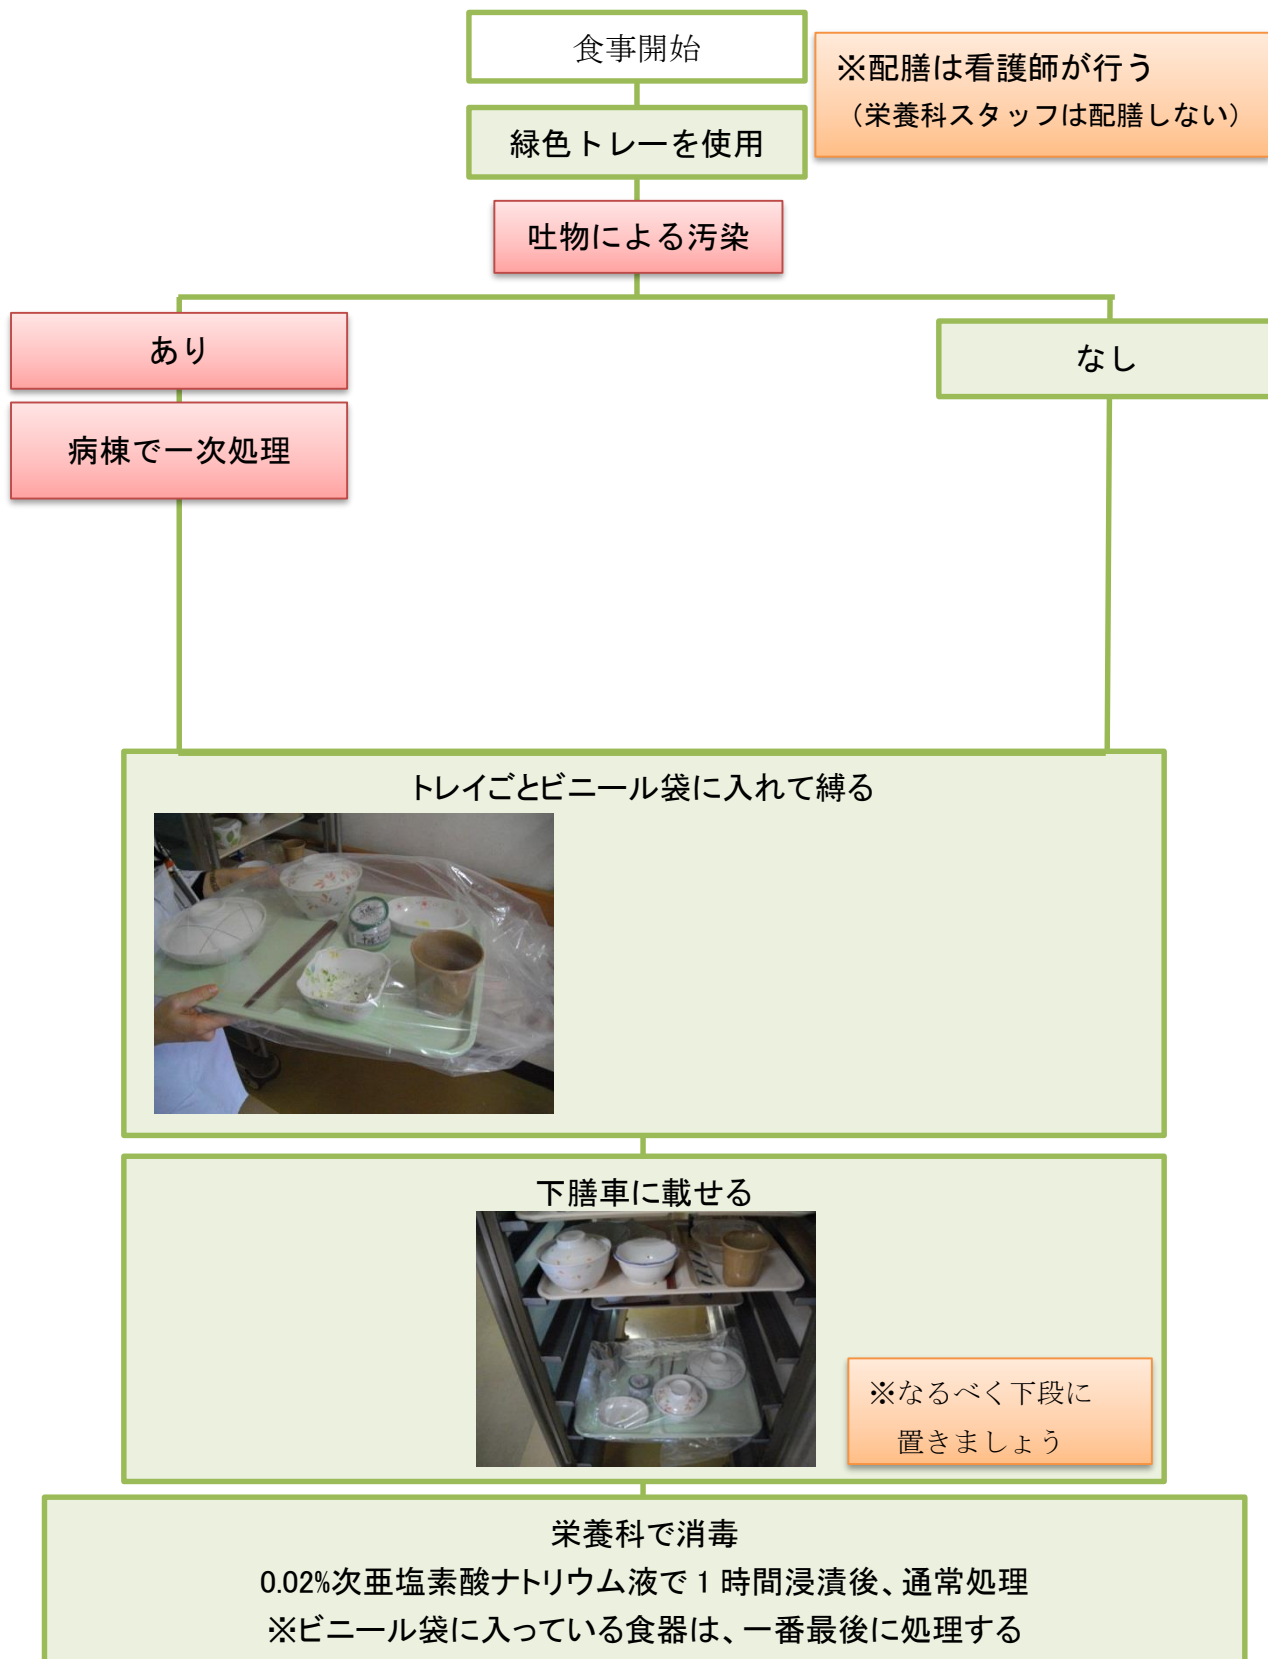 食事開始
※配膳は看護師が行う
（栄養科スタッフは配膳しない）
緑色トレーを使用
吐物による汚染
あり
なし
病棟で一次処理
トレイごとビニール袋に入れて縛る
下膳車に載せる
※なるべく下段に
置きましょう
栄養科で消毒
0.02%次亜塩素酸ナトリウム液で 1 時間浸漬後、通常処理
※ビニール袋に入っている食器は、一番最後に処理する